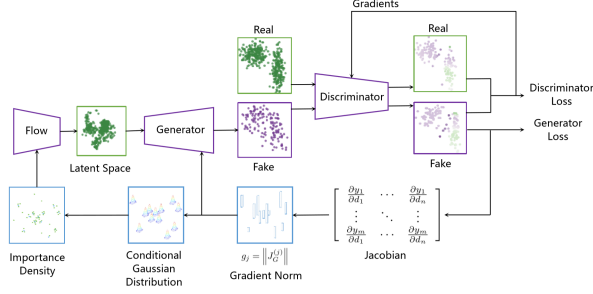 Gradients
Real
Real
Discriminator
Discriminator
Loss
Flow
Generator
Generator
Loss
Latent Space
Fake
Fake
∂y₁/∂d₁ ⋯ ∂y₁/∂dₙ
⋮ ⋱ ⋮
∂yₘ/∂d₁ ⋯ ∂yₘ/∂dₙ
Importance
Density
Conditional
Gaussian
Distribution
g_j = ‖J_G^(j)‖
Gradient Norm
Jacobian